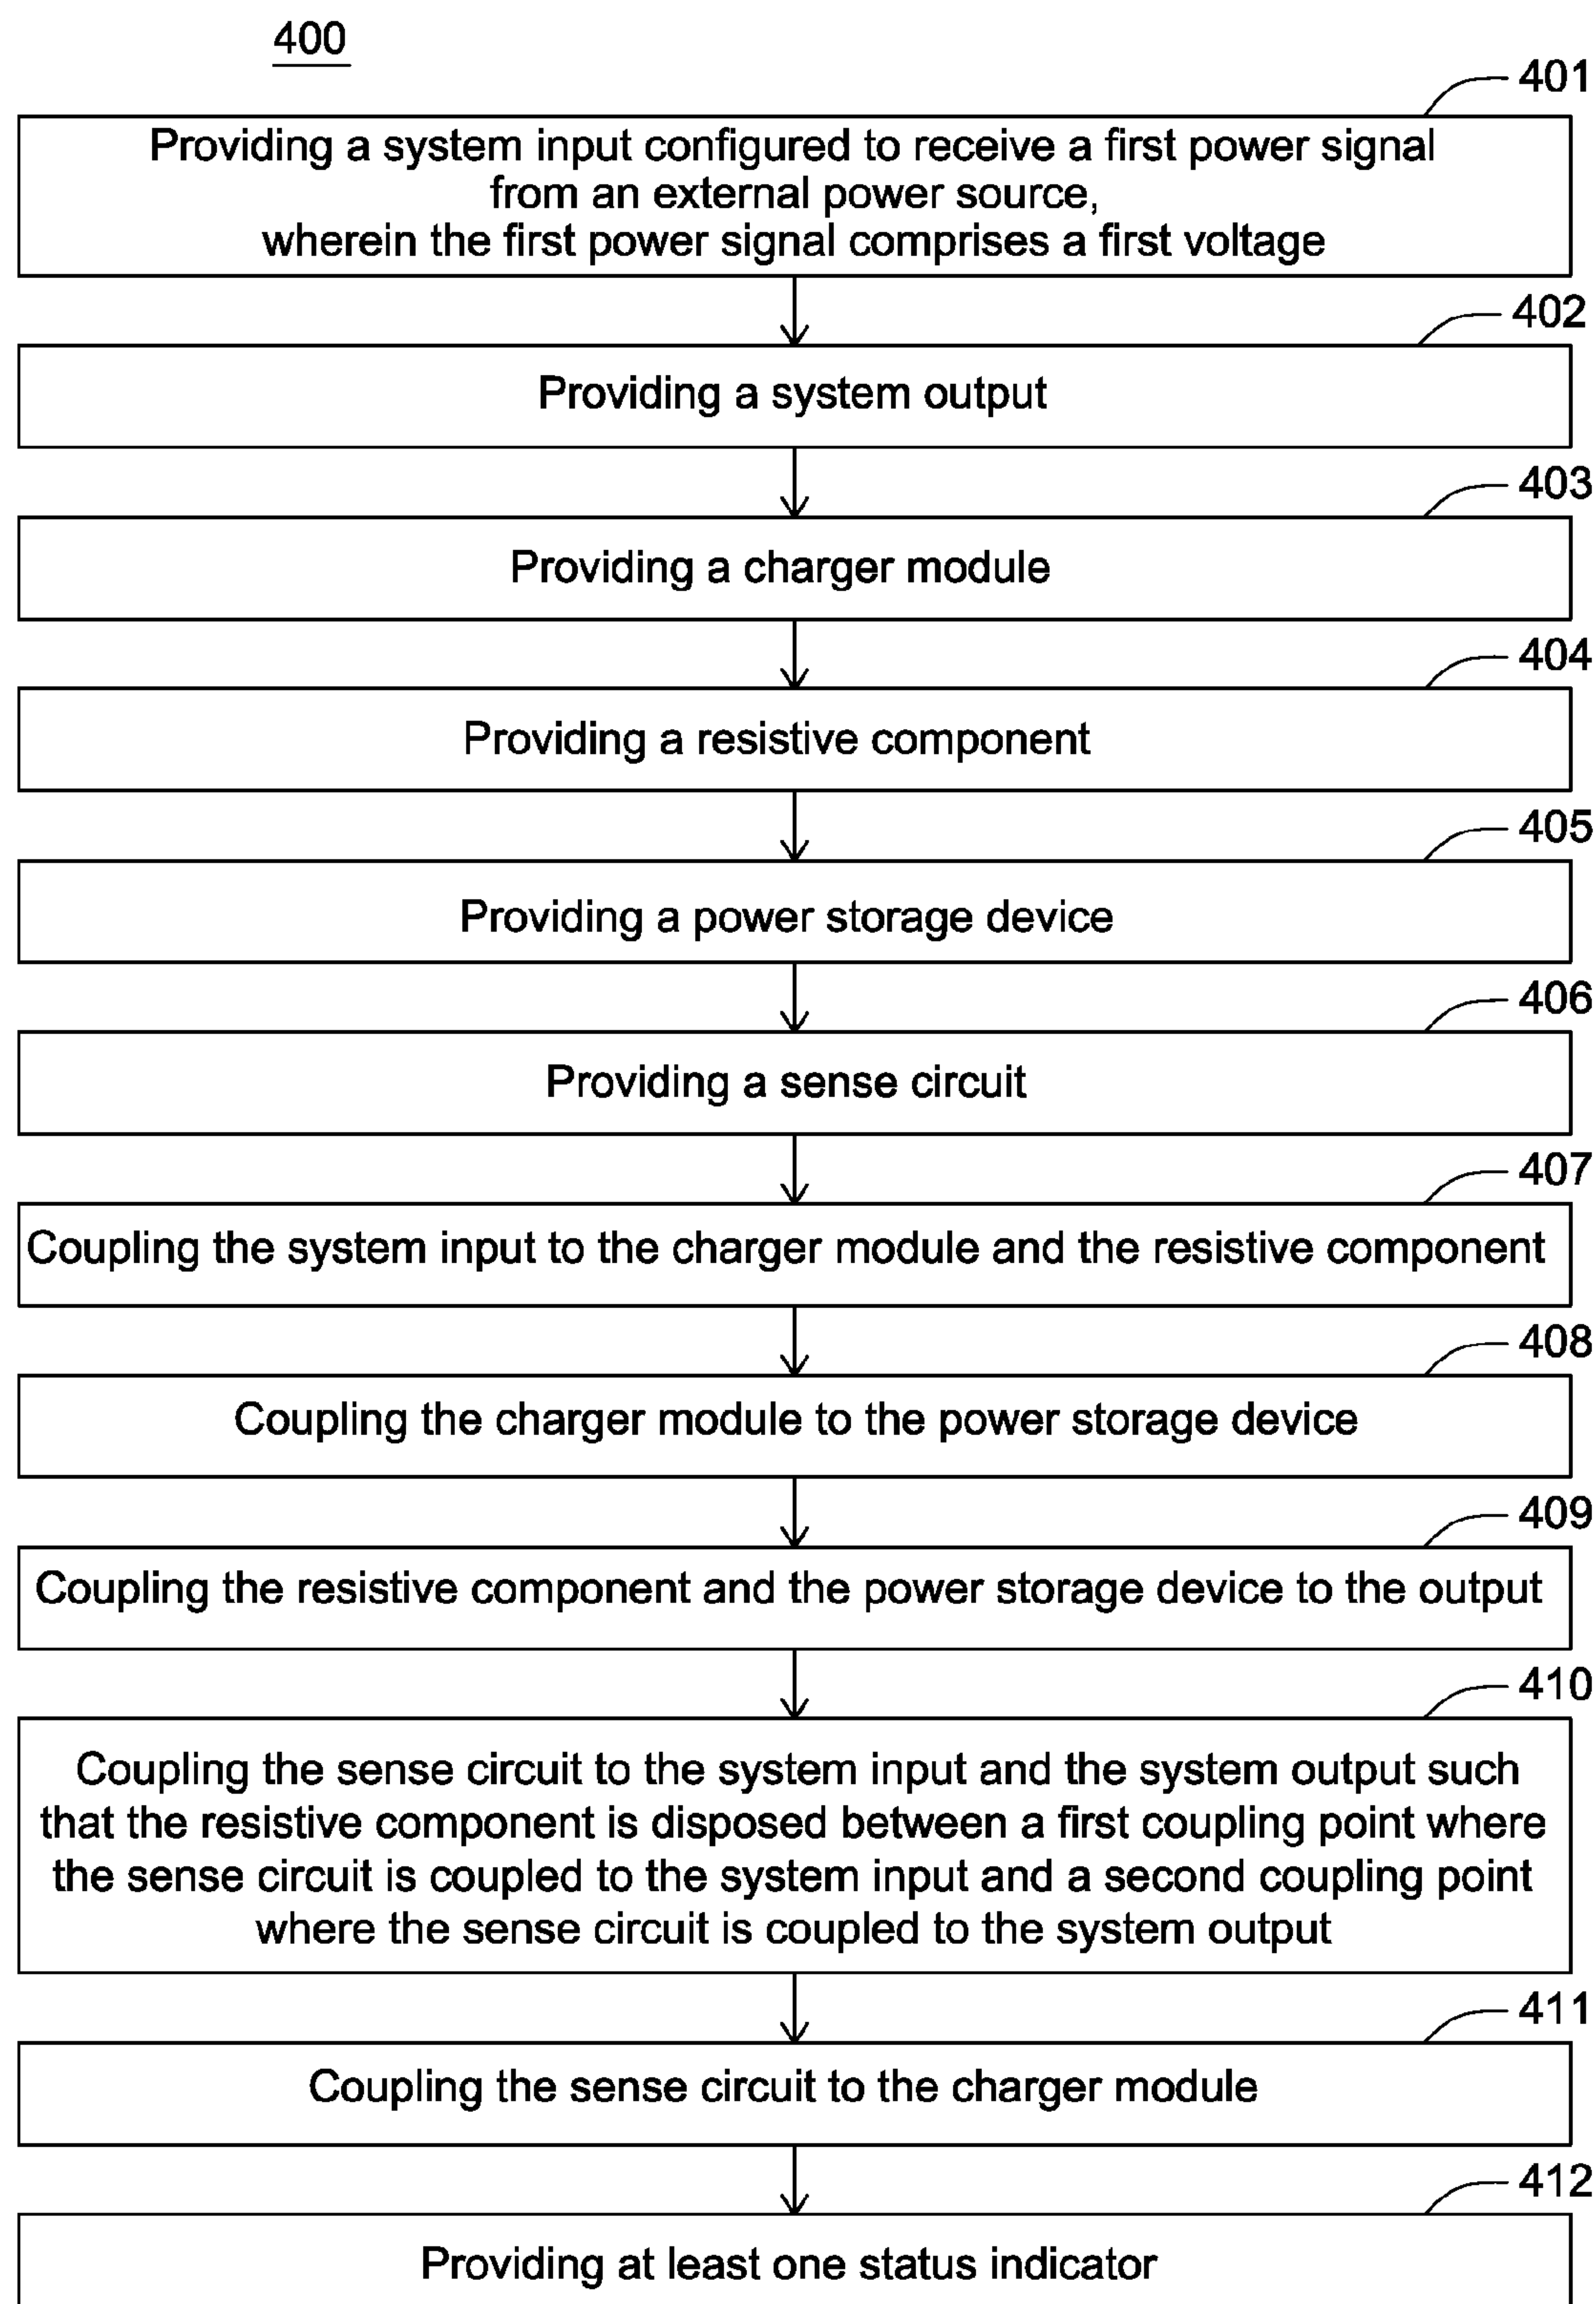 400
401
Providing a system input configured to receive a first power signal
from an external power source,
wherein the first power signal comprises a first voltage
402
Providing a system output
403
Providing a charger module
404
Providing a resistive component
405
Providing a power storage device
406
Providing a sense circuit
407
Coupling the system input to the charger module and the resistive component
408
Coupling the charger module to the power storage device
409
Coupling the resistive component and the power storage device to the output
410
Coupling the sense circuit to the system input and the system output such
that the resistive component is disposed between a first coupling point where
the sense circuit is coupled to the system input and a second coupling point
where the sense circuit is coupled to the system output
411
Coupling the sense circuit to the charger module
412
Providing at least one status indicator